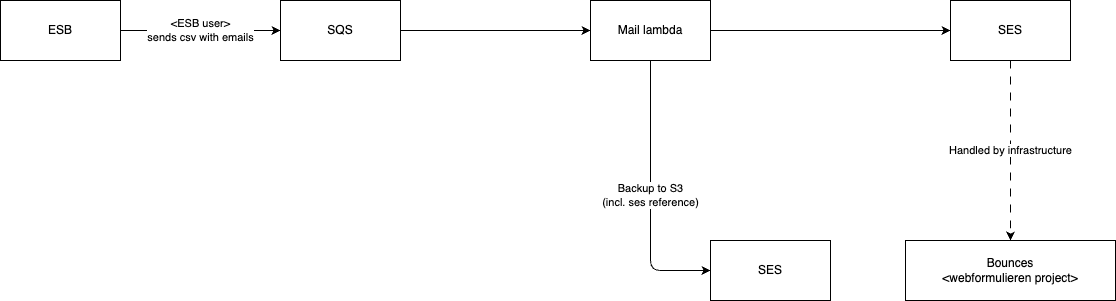 ESB
<ESB user>
sends csv with emails
SQS
Mail lambda
SES
Handled by infrastructure
Backup to S3
(incl. ses reference)
SES
Bounces
<webformulieren project>